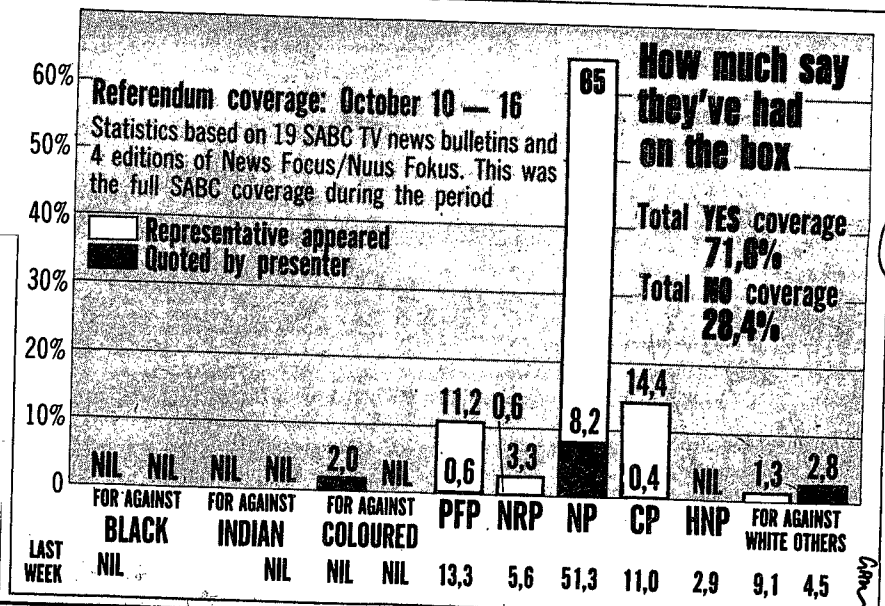 How much say
they've had
on the box
Referendum coverage: October 10 — 16
Statistics based on 19 SABC TV news bulletins and
4 editions of News Focus/Nuus Fokus. This was
the full SABC coverage during the period
Representative appeared
Quoted by presenter
Total YES coverage
71,6%
Total NO coverage
28,4%
60%
50%
40%
30%
20%
10%
0
NIL NIL NIL NIL 2,0 NIL 11,2 0,6 0,6 3,3 65 8,2 14,4 0,4 NIL 1,3 2,8
FOR AGAINST FOR AGAINST FOR AGAINST PFP NRP NP CP HNP FOR AGAINST
BLACK INDIAN COLOURED WHITE OTHERS
LAST
WEEK NIL NIL NIL NIL 13,3 5,6 51,3 11,0 2,9 9,1 4,5